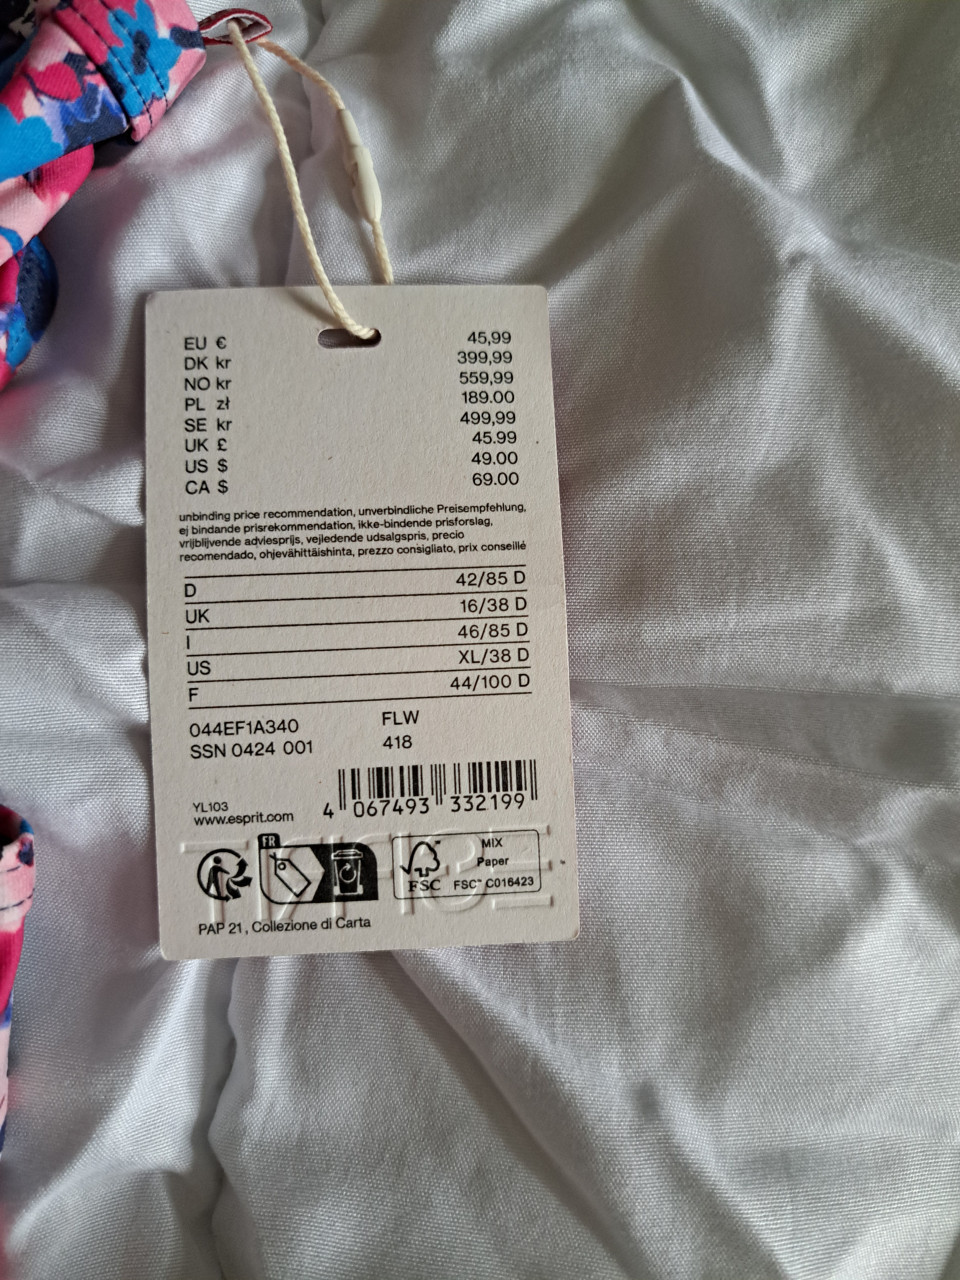 EU € 45,99
DK kr 399,99
NO kr 559,99
PL zł 189.00
SE kr 499,99
UK £ 45.99
US $ 49.00
CA $ 69.00
unbinding price recommendation, unverbindliche Preisempfehlung,
ej bindande prisrekommendation, ikke-bindende prisforslag,
vrijblijvende adviesprijs, vejledende udsalgspris, precio
recomendado, ohjevähittäishinta, prezzo consigliato, prix conseillé
D 42/85 D
UK 16/38 D
I 46/85 D
US XL/38 D
F 44/100 D
044EF1A340 FLW
SSN 0424 001 418
YL103
www.esprit.com
4 067493 332199
FR
MIX
Paper
FSC FSC™ C016423
PAP 21, Collezione di Carta